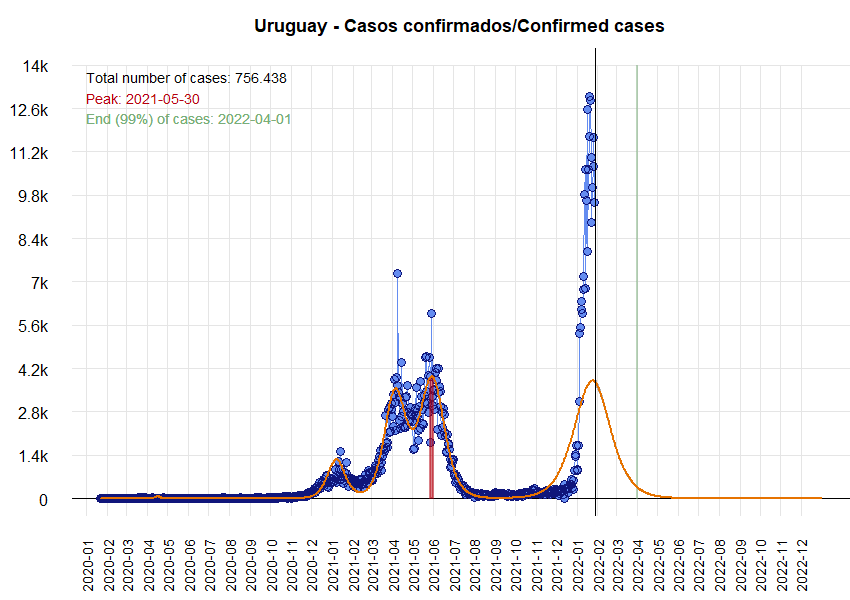 Uruguay - Casos confirmados/Confirmed cases
14k
Total number of cases: 756.438
Peak: 2021-05-30
12.6k
End (99%) of cases: 2022-04-01
11.2k
9.8k
8.4k
7k
5.6k
4.2k
2.8k
1.4k
0
2020-01
2020-02
2020-03
2020-04
2020-05
2020-06
2020-07
2020-08
2020-09
2020-10
2020-11
2020-12
2021-01
2021-02
2021-03
2021-04
2021-05
2021-06
2021-07
2021-08
2021-09
2021-10
2021-11
2021-12
2022-01
2022-02
2022-03
2022-04
2022-05
2022-06
2022-07
2022-08
2022-09
2022-10
2022-11
2022-12